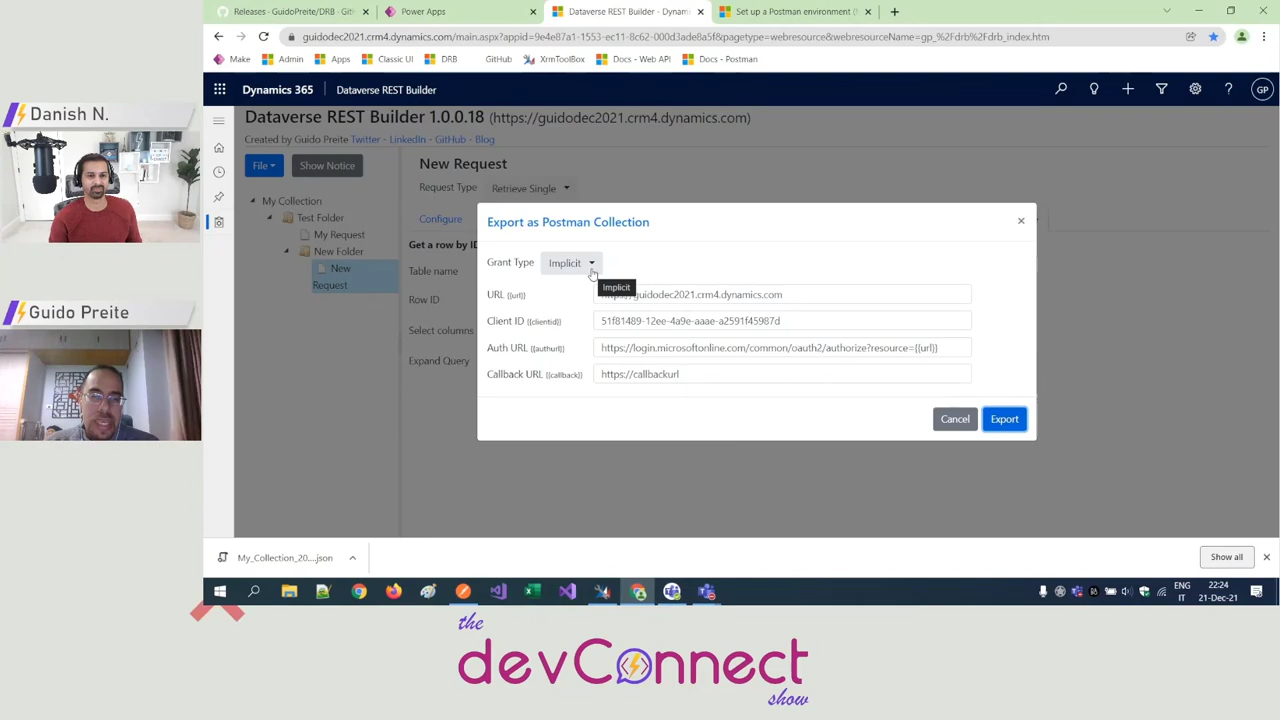 Danish N.
Guido Preite
Releases · GuidoPreite/DRB · Git
Power Apps
Dataverse REST Builder - Dynami
Set up a Postman environment (M
guidodec2021.crm4.dynamics.com/main.aspx?appid=9e4e87a1-1553-ec11-8c62-000d3ade8a5f&pagetype=webresource&webresourceName=gp_%2Fdrb%2Fdrb_index.htm
Make
Admin
Apps
Classic UI
DRB
GitHub
XrmToolBox
Docs - Web API
Docs - Postman
Dynamics 365
Dataverse REST Builder
GP
Dataverse REST Builder 1.0.0.18 (https://guidodec2021.crm4.dynamics.com)
Created by Guido Preite Twitter - LinkedIn - GitHub - Blog
File
Show Notice
New Request
Request Type
Retrieve Single
My Collection
Test Folder
My Request
New Folder
New
Request
Configure
Get a row by ID
Table name
Row ID
Select columns
Expand Query
Export as Postman Collection
Grant Type
Implicit
Implicit
URL {{url}}
https://guidodec2021.crm4.dynamics.com
Client ID {{clientid}}
51f81489-12ee-4a9e-aaae-a2591f45987d
Auth URL {{authurl}}
https://login.microsoftonline.com/common/oauth2/authorize?resource={{url}}
Callback URL {{callback}}
https://callbackurl
Cancel
Export
My_Collection_20....json
Show all
ENG
IT
22:24
21-Dec-21
the
devConnect
show